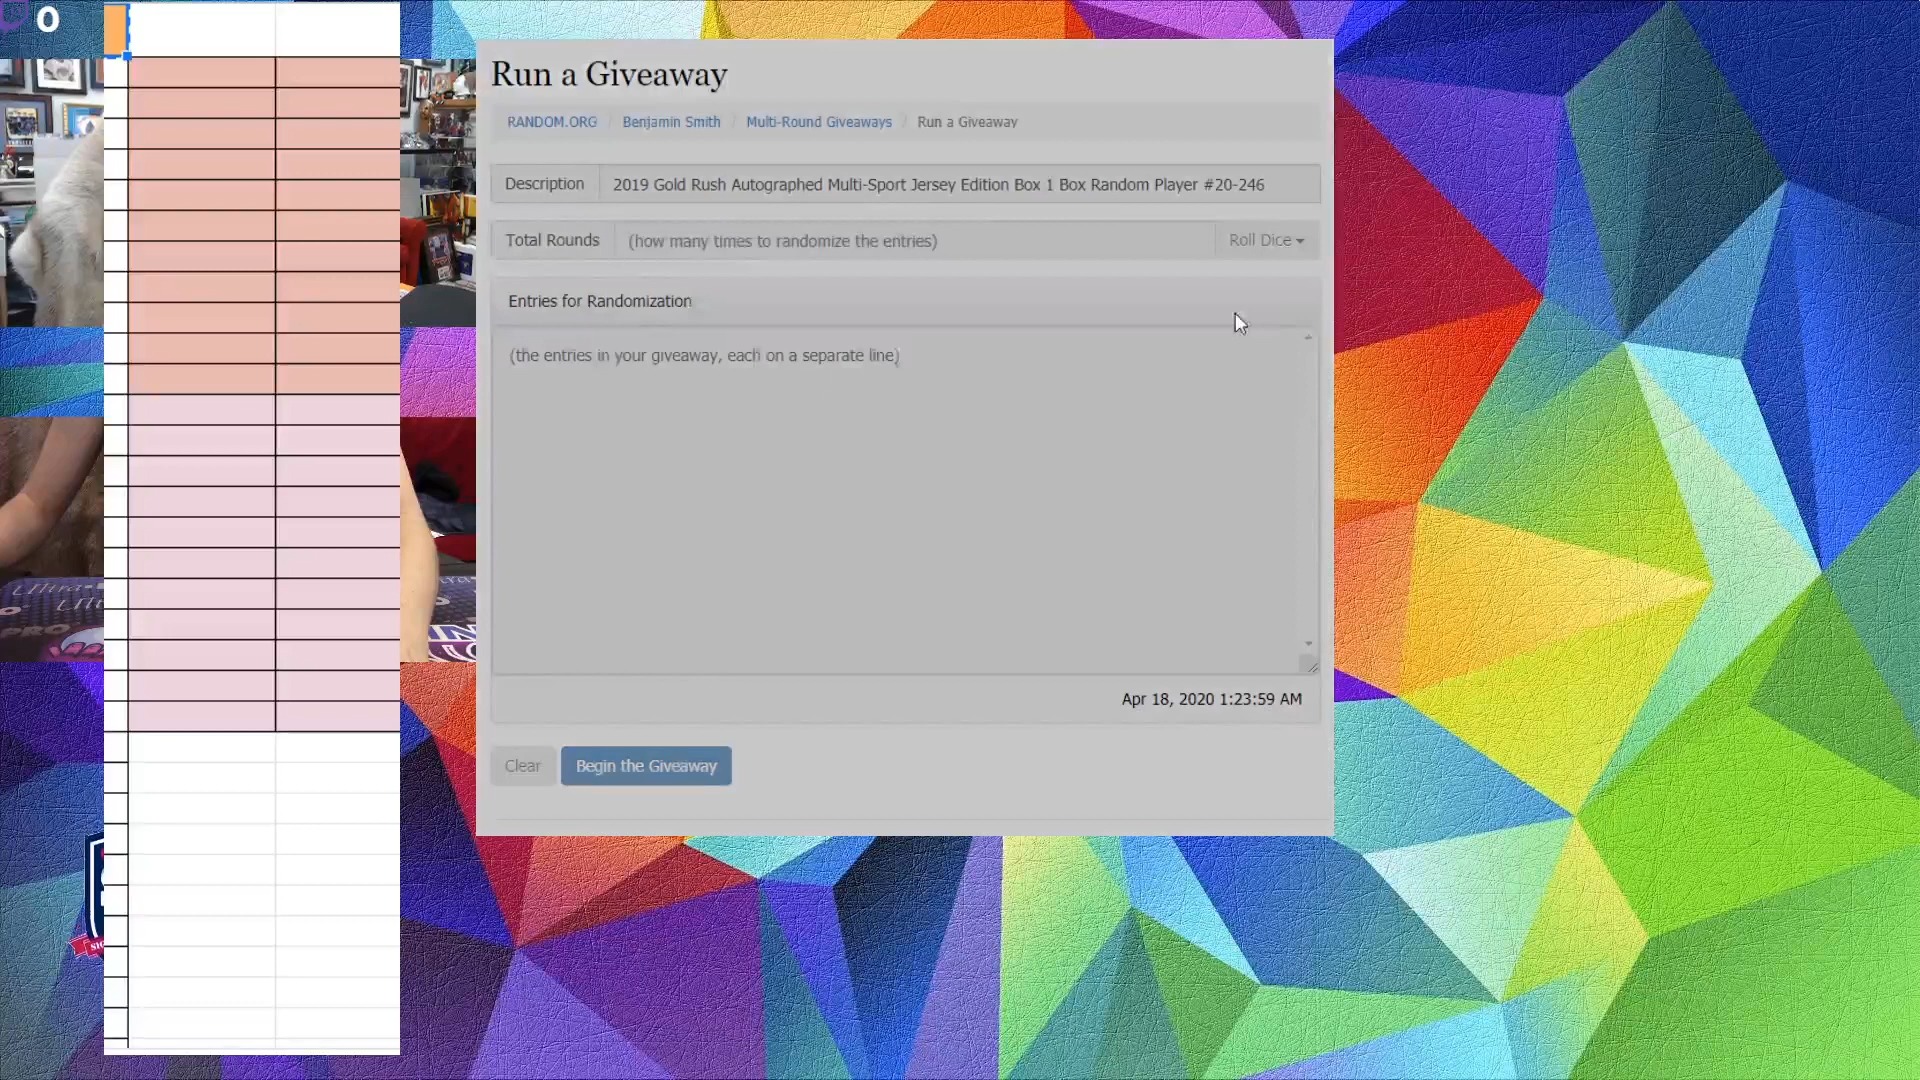 0
Run a Giveaway
RANDOM.ORG / Benjamin Smith / Multi-Round Giveaways / Run a Giveaway
Description 2019 Gold Rush Autographed Multi-Sport Jersey Edition Box 1 Box Random Player #20-246
Total Rounds (how many times to randomize the entries) Roll Dice
Entries for Randomization
(the entries in your giveaway, each on a separate line)
Apr 18, 2020 1:23:59 AM
Clear Begin the Giveaway
Ultra
PRO